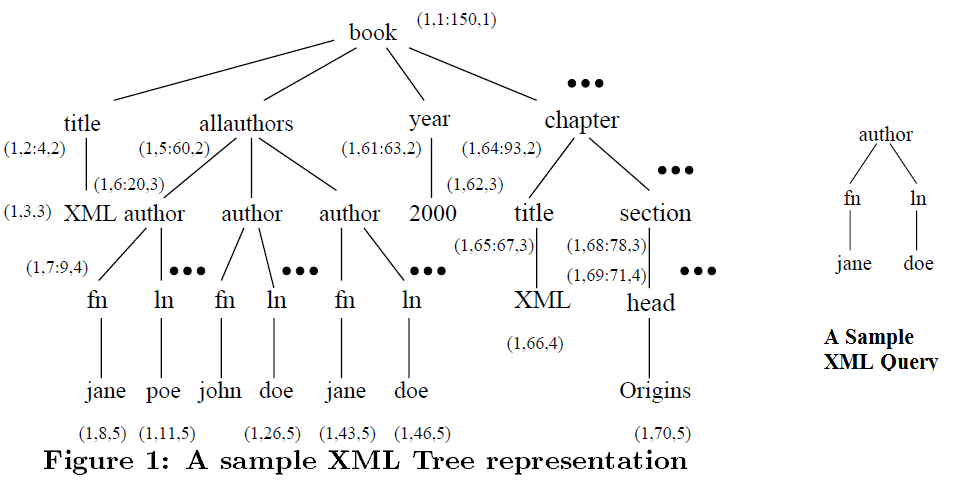 book (1,1:150,1)
title allauthors year chapter
(1,2:4,2) (1,5:60,2) (1,61:63,2) (1,64:93,2)
(1,6:20,3) (1,62,3)
(1,3,3) XML author author author 2000 title section
(1,65:67,3) (1,68:78,3)
(1,7:9,4) (1,69:71,4)
fn ln fn ln fn ln XML head
(1,66,4)
jane poe john doe jane doe Origins
(1,8,5) (1,11,5) (1,26,5) (1,43,5) (1,46,5) (1,70,5)
Figure 1: A sample XML Tree representation
author
fn ln
jane doe
A Sample
XML Query